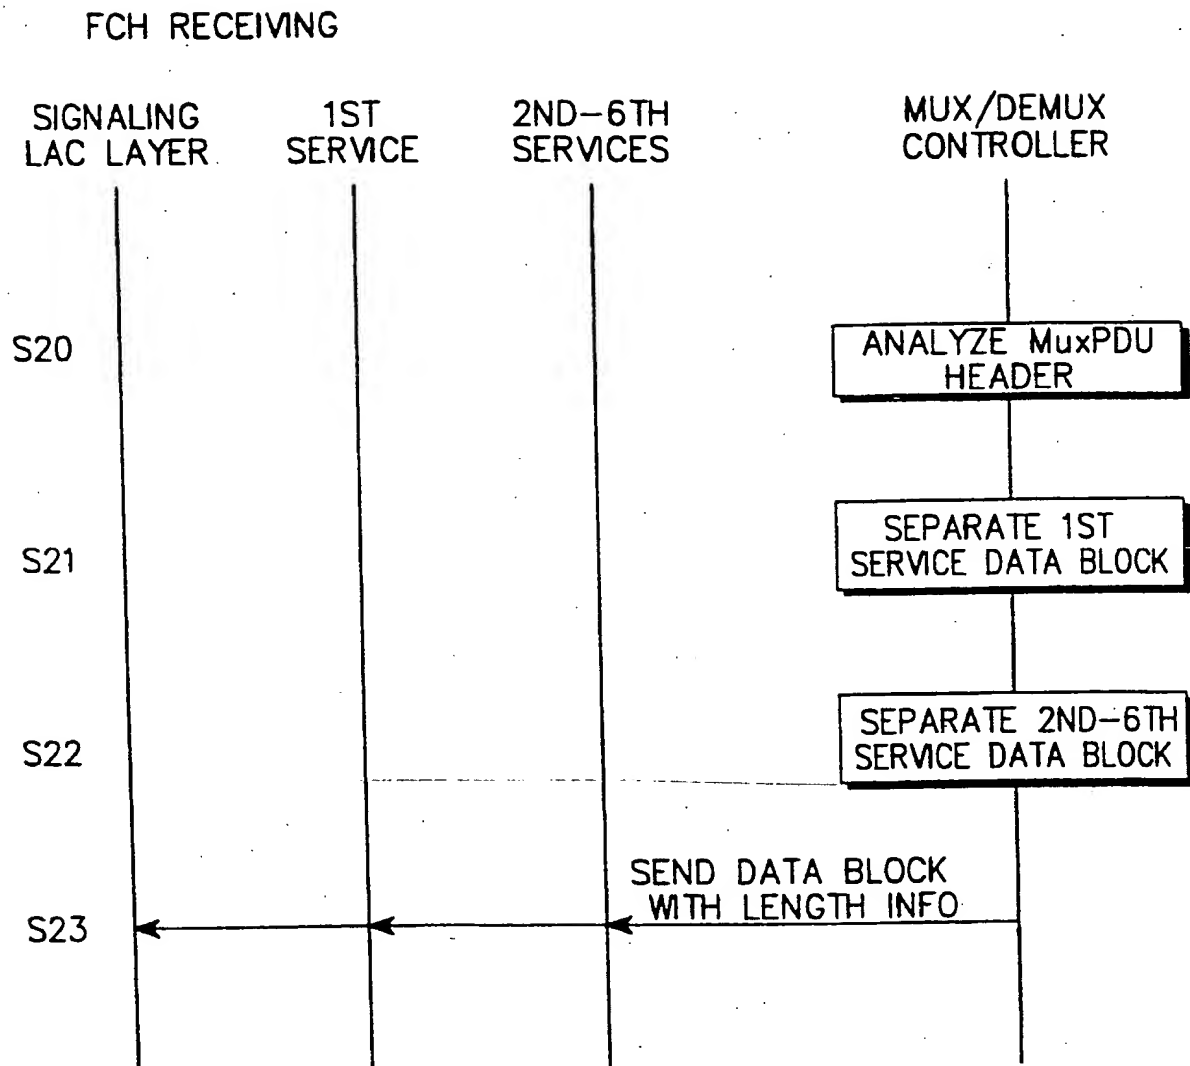 FCH RECEIVING
SIGNALING
LAC LAYER
1ST
SERVICE
2ND-6TH
SERVICES
MUX/DEMUX
CONTROLLER
S20
ANALYZE MuxPDU
HEADER
S21
SEPARATE 1ST
SERVICE DATA BLOCK
S22
SEPARATE 2ND-6TH
SERVICE DATA BLOCK
SEND DATA BLOCK
WITH LENGTH INFO
S23